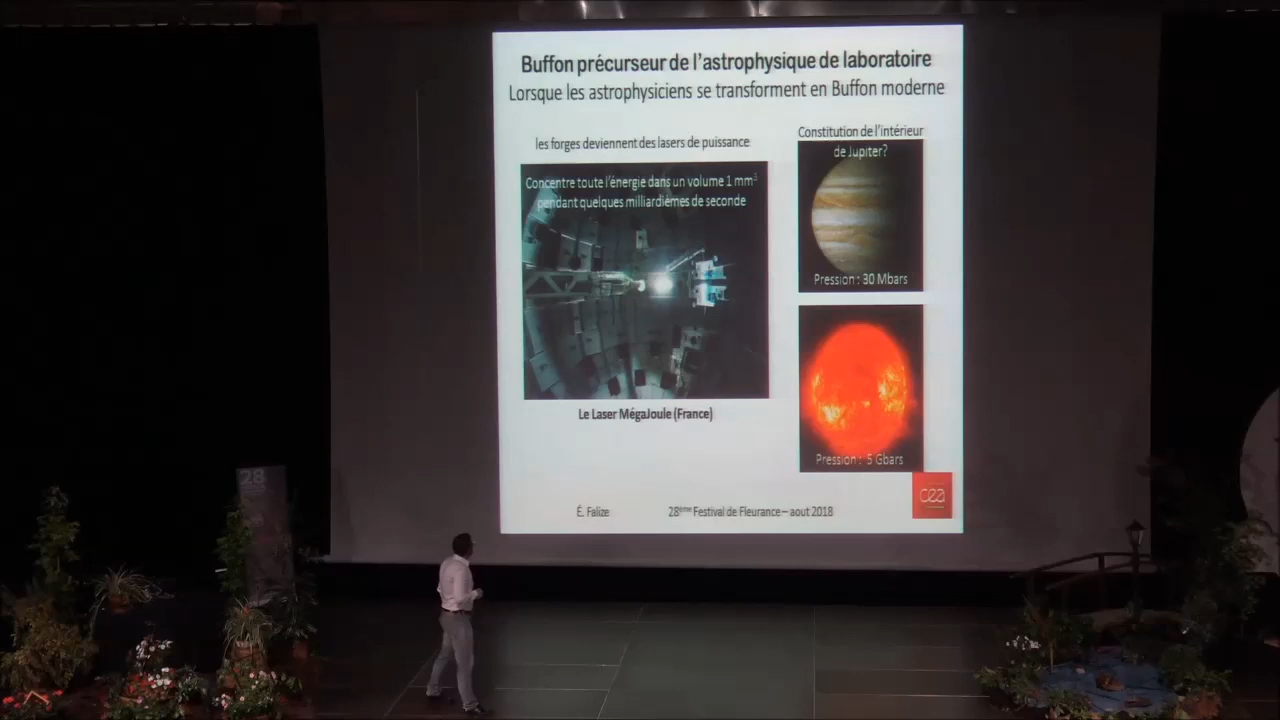 Buffon précurseur de l'astrophysique de laboratoire
Lorsque les astrophysiciens se transforment en Buffon moderne
les forges deviennent des lasers de puissance
Concentre toute l'énergie dans un volume 1 mm³
pendant quelques milliardièmes de seconde
Le Laser MégaJoule (France)
Constitution de l'intérieur
de Jupiter?
Pression : 30 Mbars
Pression : 5 Gbars
cea
É. Falize
28ème Festival de Fleurance – aout 2018
28